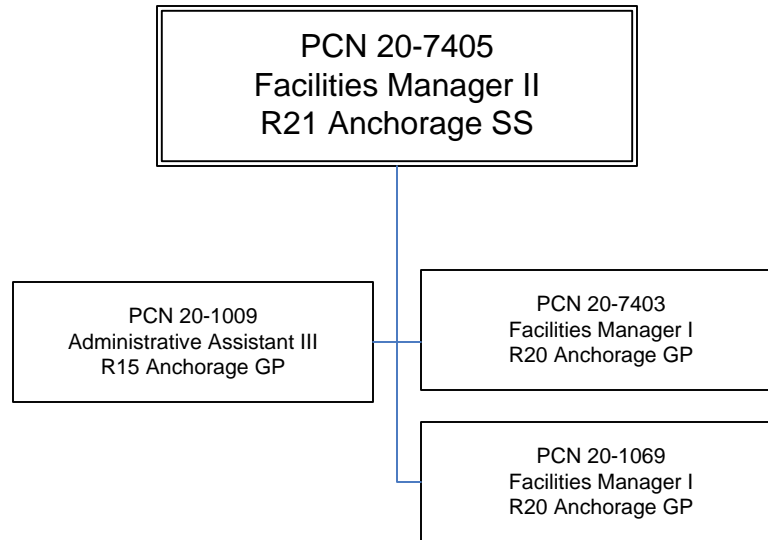 PCN 20-7405
Facilities Manager II
R21 Anchorage SS
PCN 20-1009
Administrative Assistant III
R15 Anchorage GP
PCN 20-7403
Facilities Manager I
R20 Anchorage GP
PCN 20-1069
Facilities Manager I
R20 Anchorage GP